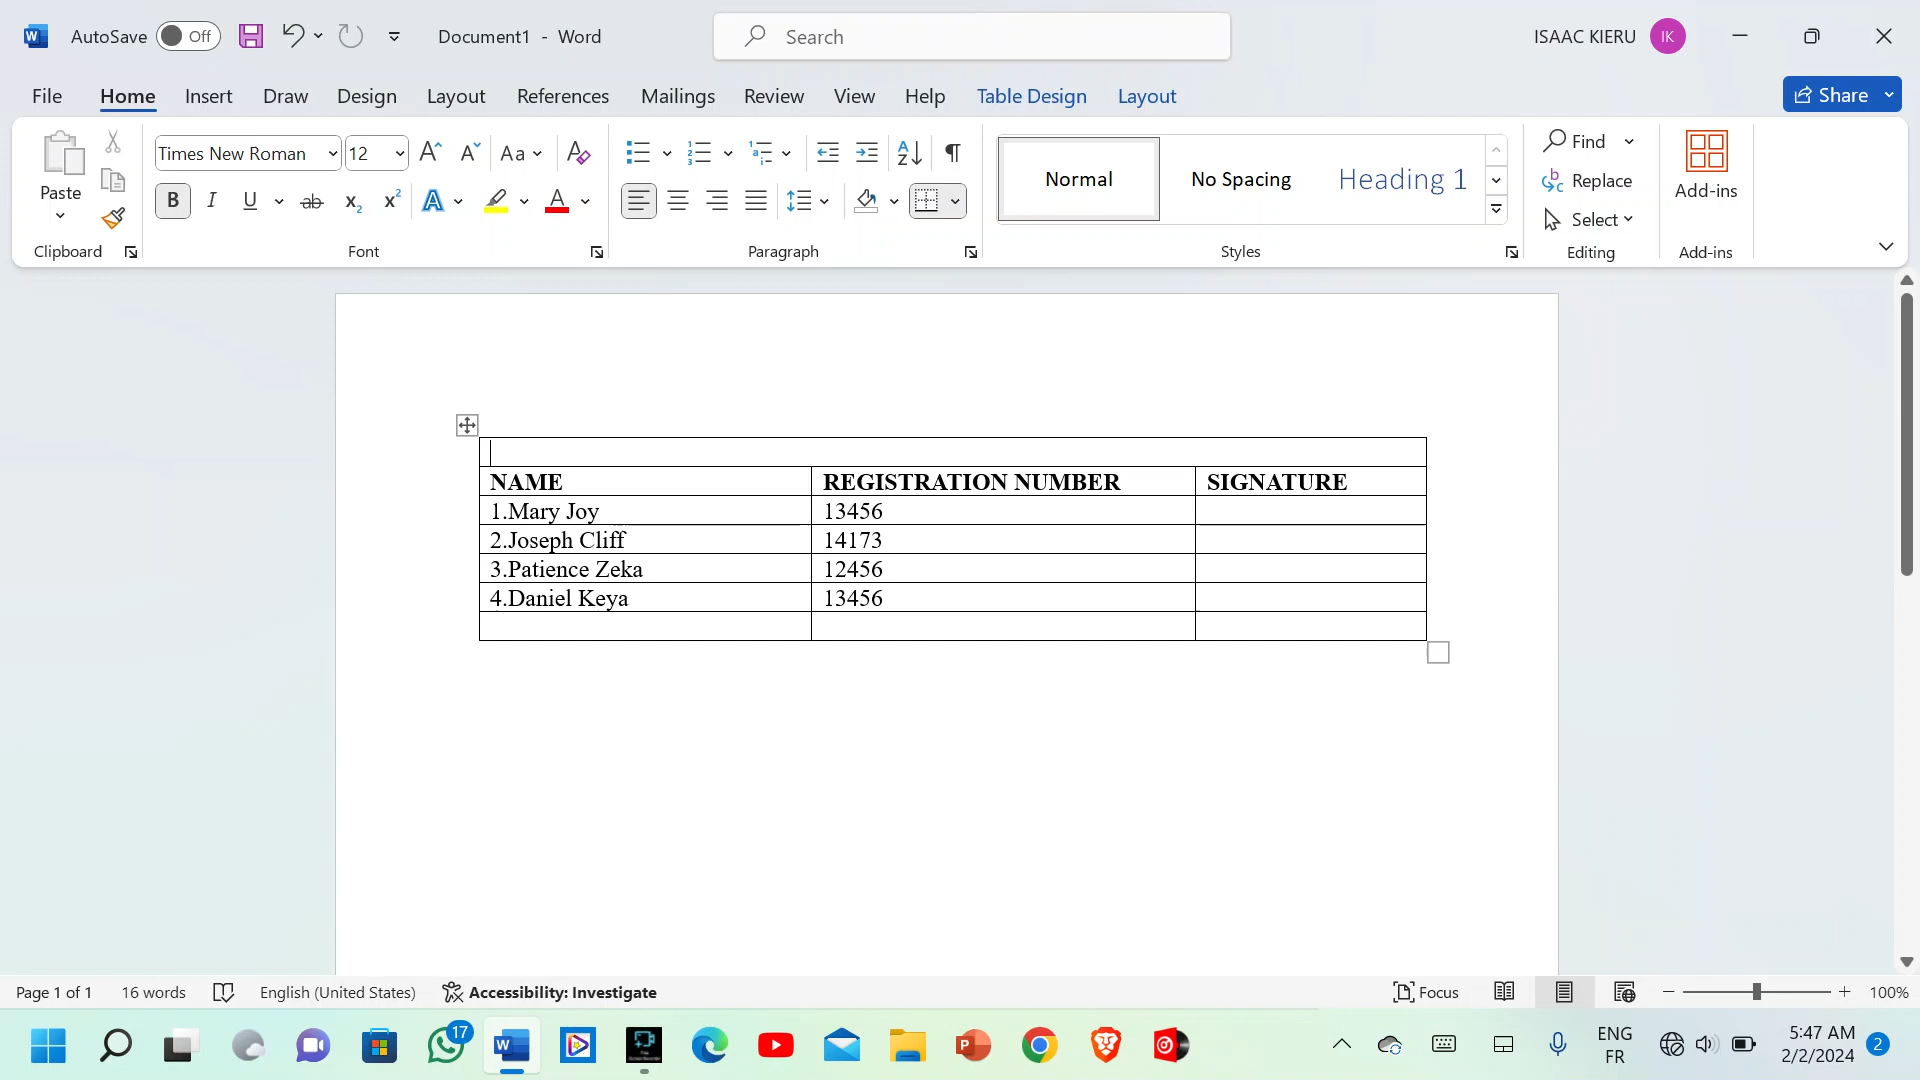 AutoSave Off Document1 - Word Search ISAAC KIERU IK
File Home Insert Draw Design Layout References Mailings Review View Help Table Design Layout Share
Paste Times New Roman 12 Aa Normal No Spacing Heading 1 Find Replace Select Add-ins
Clipboard Font Paragraph Styles Editing Add-ins
NAME REGISTRATION NUMBER SIGNATURE
1.Mary Joy 13456
2.Joseph Cliff 14173
3.Patience Zeka 12456
4.Daniel Keya 13456
Page 1 of 1 16 words English (United States) Accessibility: Investigate Focus 100%
17 ENG 5:47 AM
FR 2/2/2024 2